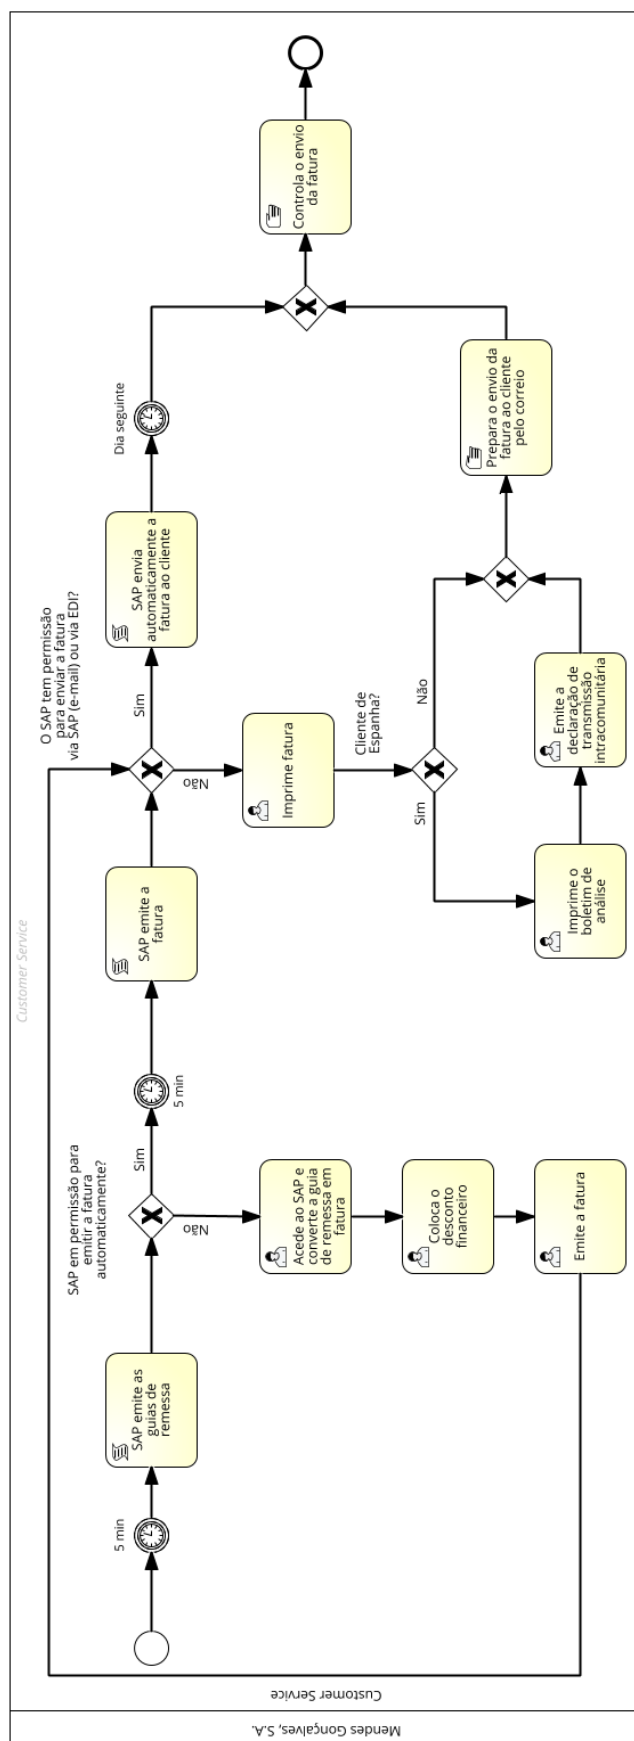 Mendes Gonçalves, S.A.
Customer Service
Customer Service
5 min
SAP emite as
guias de
remessa
SAP em permissão para
emitir a fatura
automaticamente?
Sim
Não
5 min
SAP emite a
fatura
Acede ao SAP e
converte a guia
de remessa em
fatura
Coloca o
desconto
financeiro
Emite a fatura
O SAP tem permissão
para enviar a fatura
via SAP (e-mail) ou via EDI?
Sim
Não
SAP envia
automaticamente a
fatura ao cliente
Dia seguinte
Imprime fatura
Cliente de
Espanha?
Sim
Não
Imprime o
boletim de
análise
Emite a
declaração de
transmissão
intracomunitária
Prepara o envio da
fatura ao cliente
pelo correio
Controla o envio
da fatura